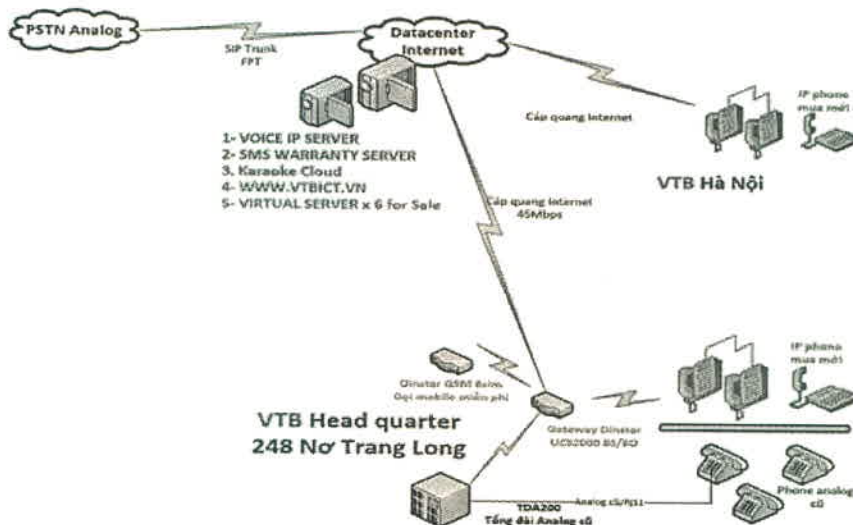 PSTN Analog
SIP Trunk
FPT
Datacenter
Internet
Cáp quang Internet
IP phone
mua mới
VTB Hà Nội
1- VOICE IP SERVER
2- SMS WARRANTY SERVER
3. Karaoke Cloud
4- WWW.VTBICT.VN
5- VIRTUAL SERVER x 6 for Sale
Cáp quang Internet
45Mbps
Dinstar GSM 8sim
Gọi mobile miễn phí
IP phone
mua mới
VTB Head quarter
248 Nơ Trang Long
Gateway Dinstar
TDA200
Tổng đài Analog cũ
Phone analog
cũ